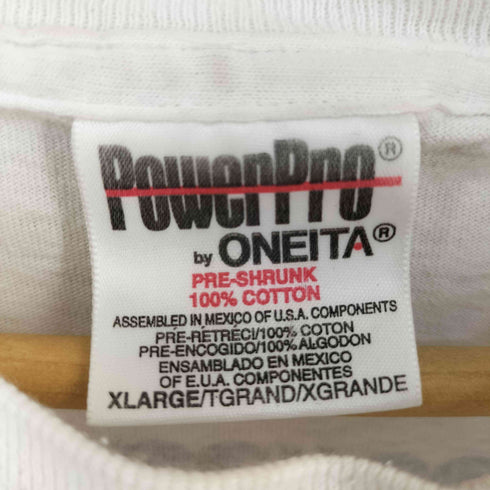 PowerPro®
by ONEITA®
PRE-SHRUNK
100% COTTON
ASSEMBLED IN MEXICO OF U.S.A. COMPONENTS
PRÉ-RÉTRÉCI/100% COTON
PRE-ENCOGIDO/100% ALGODON
ENSAMBLADO EN MEXICO
OF E.U.A. COMPONENTES
XLARGE/TGRAND/XGRANDE